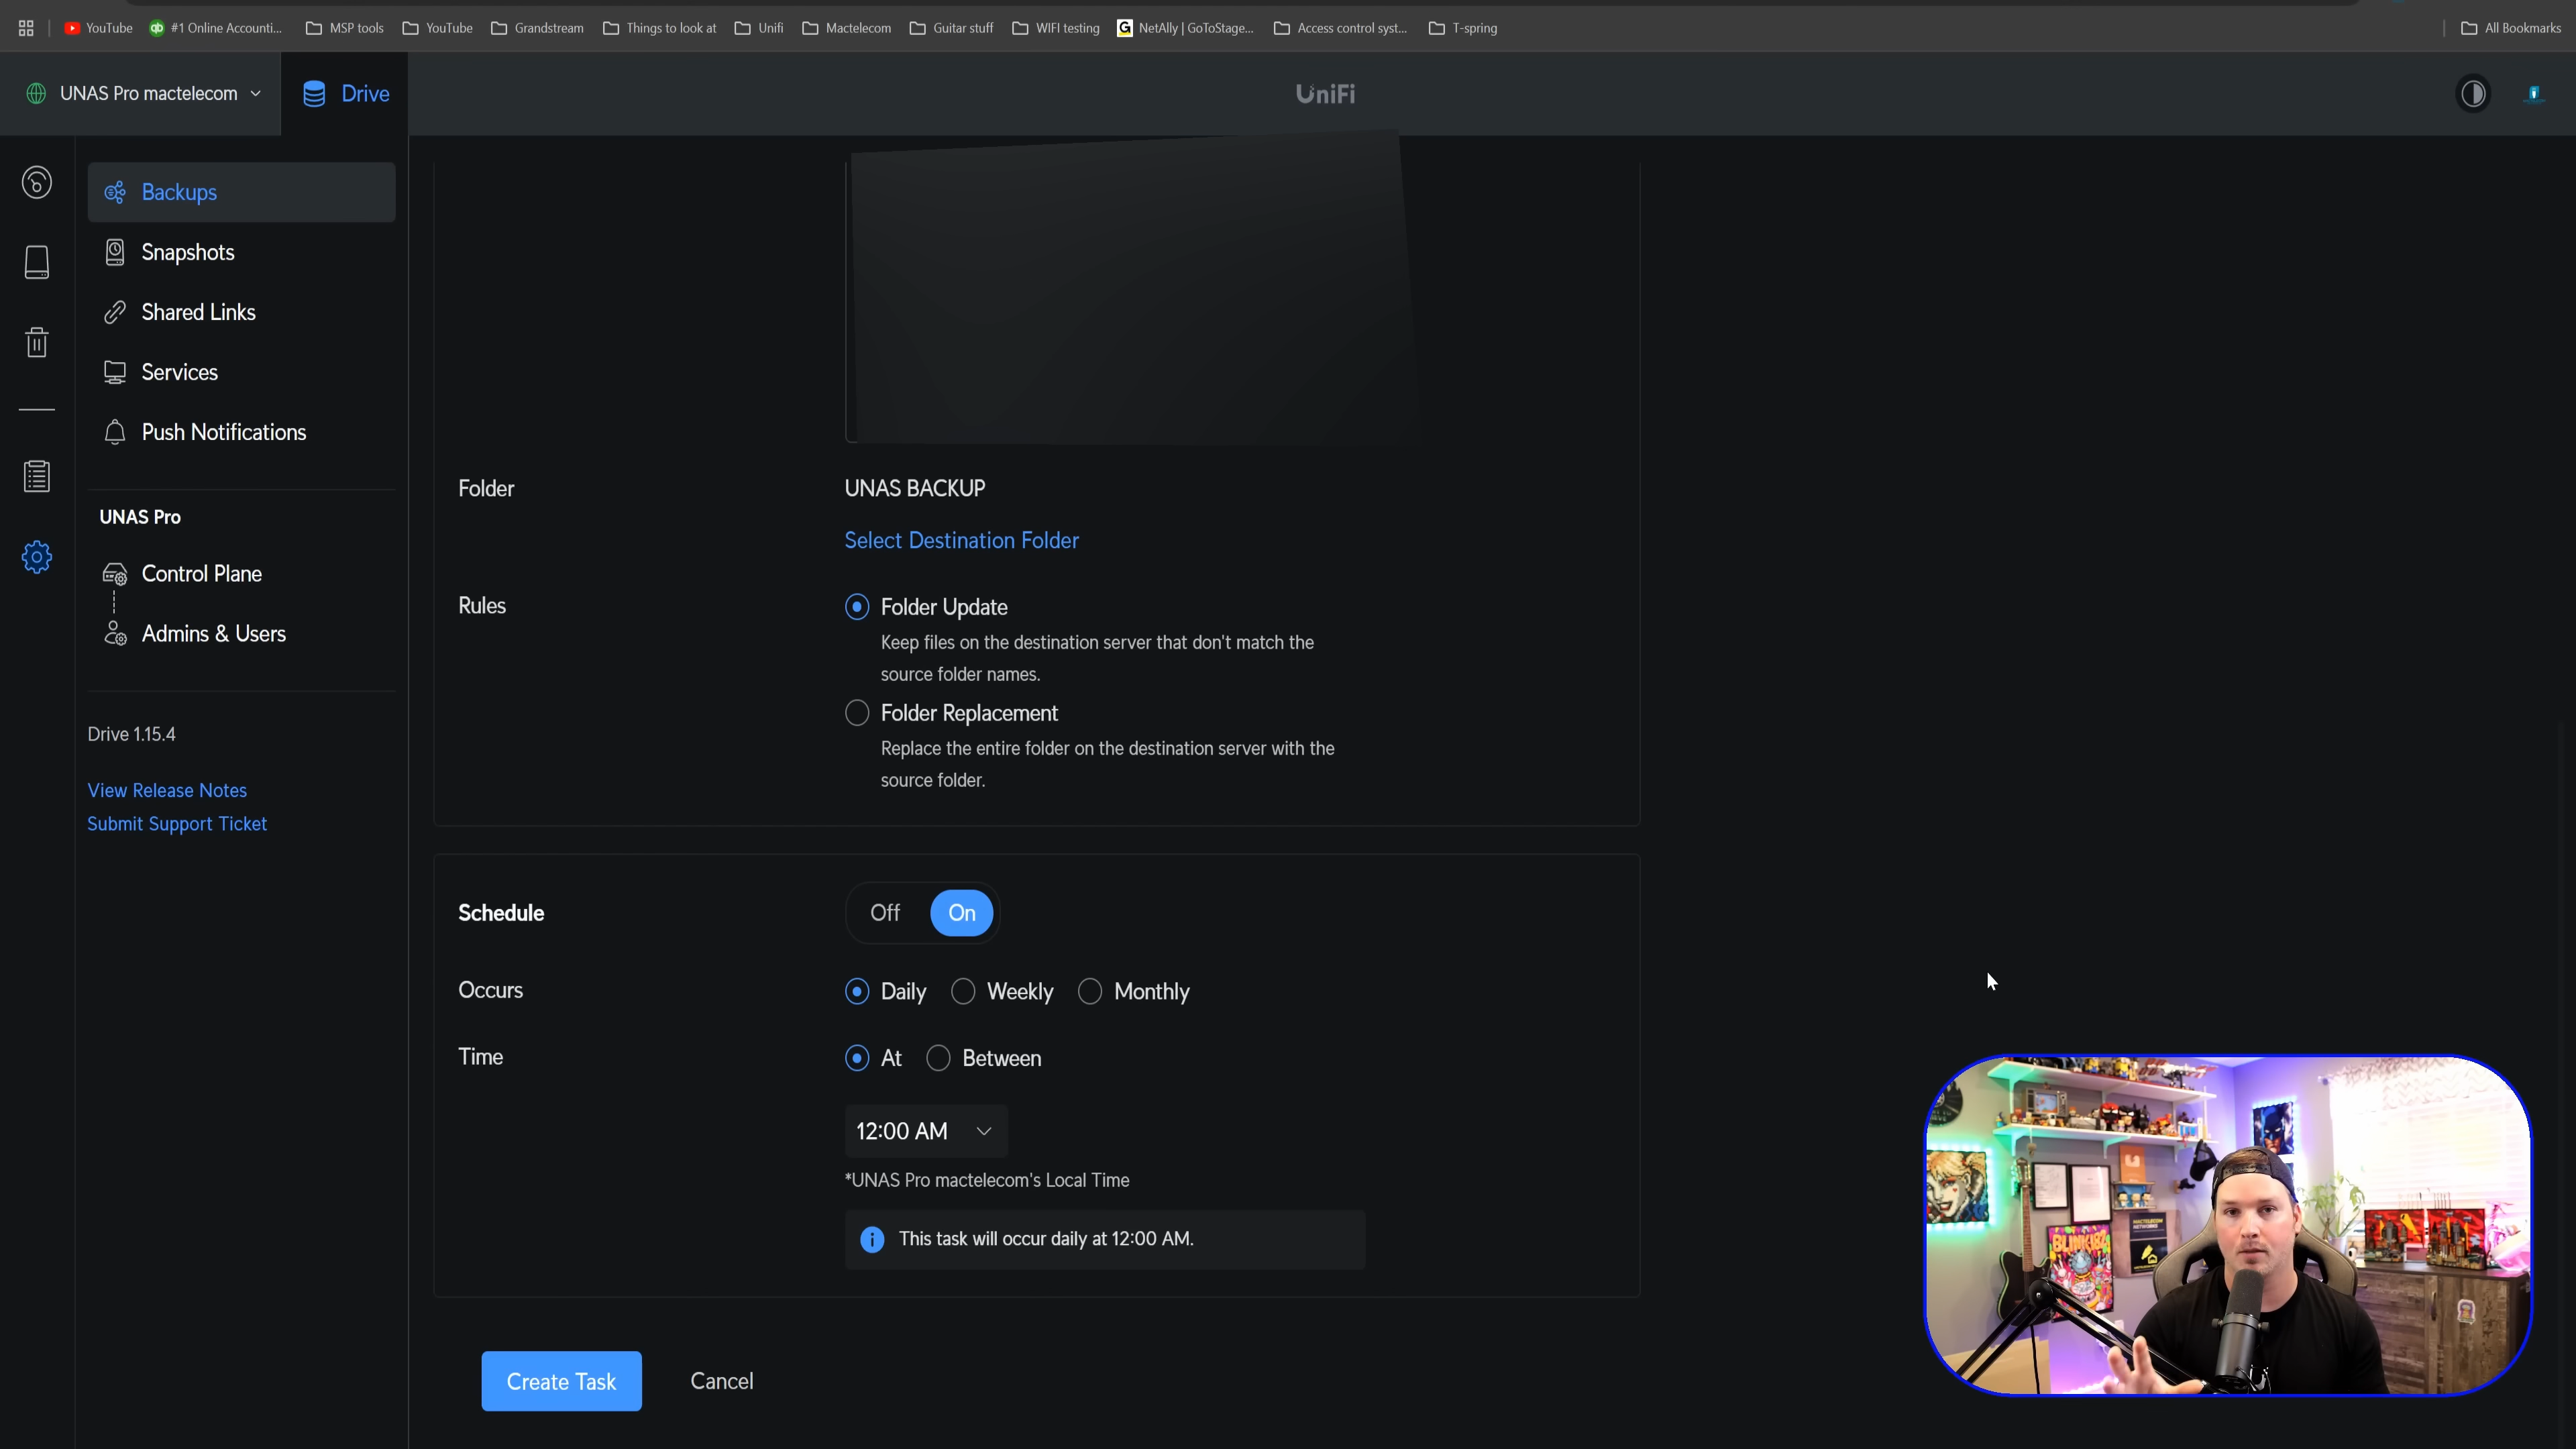 YouTube
#1 Online Accounti...
MSP tools
YouTube
Grandstream
Things to look at
Unifi
Mactelecom
Guitar stuff
WIFI testing
NetAlly | GoToStage...
Access control syst...
T-spring
All Bookmarks
UNAS Pro mactelecom
Drive
UniFi
Backups
Snapshots
Shared Links
Services
Push Notifications
UNAS Pro
Control Plane
Admins & Users
Drive 1.15.4
View Release Notes
Submit Support Ticket
Folder
UNAS BACKUP
Select Destination Folder
Rules
Folder Update
Keep files on the destination server that don't match the
source folder names.
Folder Replacement
Replace the entire folder on the destination server with the
source folder.
Schedule
Off
On
Occurs
Daily
Weekly
Monthly
Time
At
Between
12:00 AM
*UNAS Pro mactelecom's Local Time
This task will occur daily at 12:00 AM.
Create Task
Cancel
BLINK182